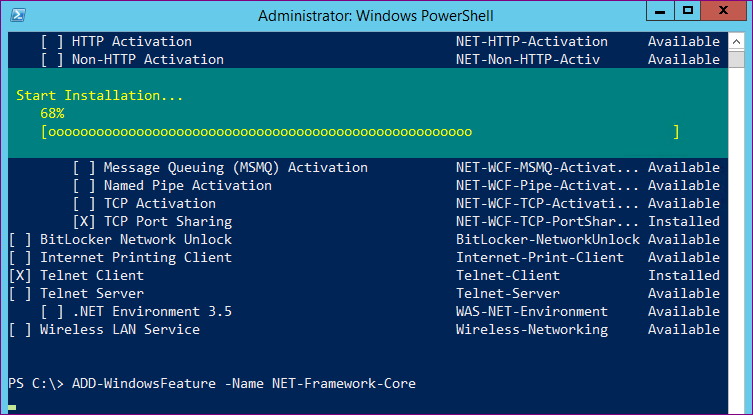 Administrator: Windows PowerShell
[ ] HTTP Activation NET-HTTP-Activation Available
[ ] Non-HTTP Activation NET-Non-HTTP-Activ Available
Start Installation...
68%
[ooooooooooooooooooooooooooooooooooooooooooooooooooooo ]
[ ] Message Queuing (MSMQ) Activation NET-WCF-MSMQ-Activat... Available
[ ] Named Pipe Activation NET-WCF-Pipe-Activat... Available
[ ] TCP Activation NET-WCF-TCP-Activati... Available
[X] TCP Port Sharing NET-WCF-TCP-PortShar... Installed
[ ] BitLocker Network Unlock BitLocker-NetworkUnlock Available
[ ] Internet Printing Client Internet-Print-Client Available
[X] Telnet Client Telnet-Client Installed
[ ] Telnet Server Telnet-Server Available
[ ] .NET Environment 3.5 WAS-NET-Environment Available
[ ] Wireless LAN Service Wireless-Networking Available
PS C:\> ADD-WindowsFeature -Name NET-Framework-Core